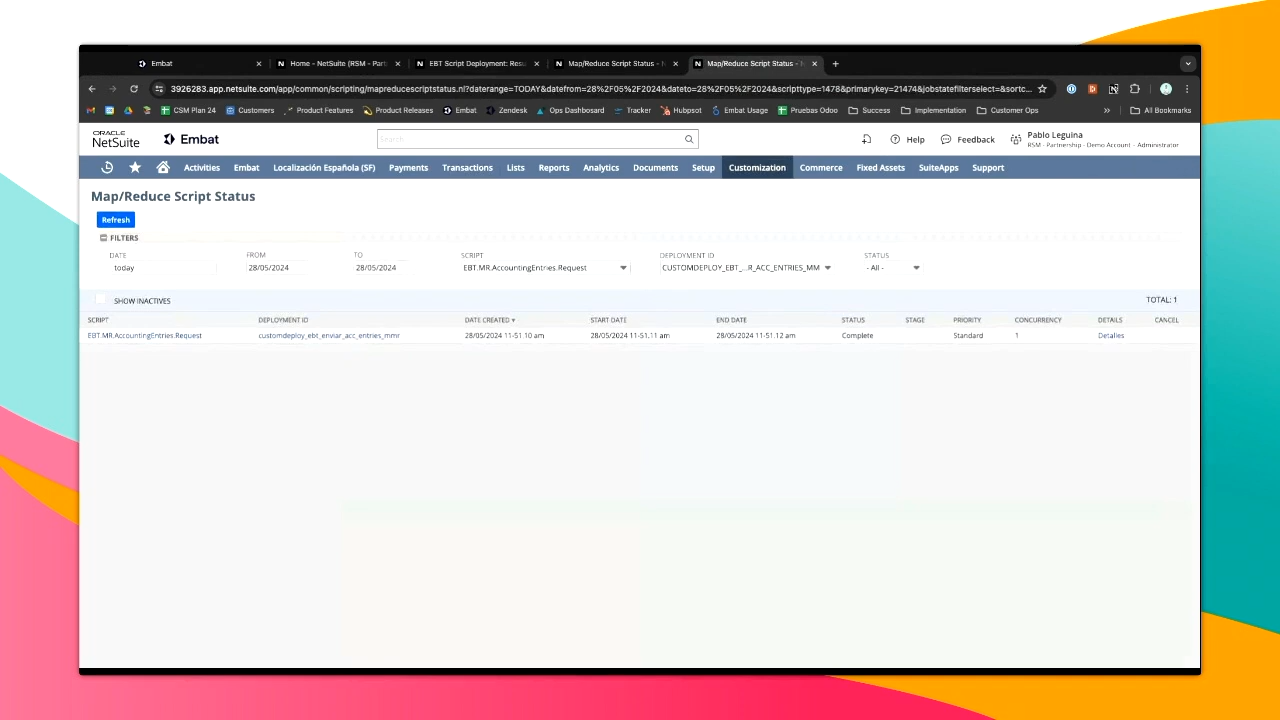 Embat
Home - NetSuite (RSM - Part
EBT Script Deployment: Resu
Map/Reduce Script Status - N
Map/Reduce Script Status -
3926283.app.netsuite.com/app/common/scripting/mapreducescriptstatus.nl?daterange=TODAY&datefrom=28%2F05%2F2024&dateto=28%2F05%2F2024&scripttype=1478&primarykey=21474&jobstatefilterselect=&sortc...
CSM Plan 24
Customers
Product Features
Product Releases
Embat
Zendesk
Ops Dashboard
Tracker
Hubspot
Embat Usage
Pruebas Odoo
Success
Implementation
Customer Ops
»
All Bookmarks
ORACLE
NetSuite
Embat
Search
Help
Feedback
Pablo Leguina
RSM - Partnership - Demo Account - Administrator
Activities
Embat
Localización Española (SF)
Payments
Transactions
Lists
Reports
Analytics
Documents
Setup
Customization
Commerce
Fixed Assets
SuiteApps
Support
Map/Reduce Script Status
Refresh
FILTERS
DATE
today
FROM
28/05/2024
TO
28/05/2024
SCRIPT
EBT.MR.AccountingEntries.Request
DEPLOYMENT ID
CUSTOMDEPLOY_EBT_...R_ACC_ENTRIES_MM
STATUS
- All -
SHOW INACTIVES
TOTAL: 1
SCRIPT DEPLOYMENT ID DATE CREATED ▾ START DATE END DATE STATUS STAGE PRIORITY CONCURRENCY DETAILS CANCEL
EBT.MR.AccountingEntries.Request customdeploy_ebt_enviar_acc_entries_mmr 28/05/2024 11-51.10 am 28/05/2024 11-51.11 am 28/05/2024 11-51.12 am Complete Standard 1 Detalles